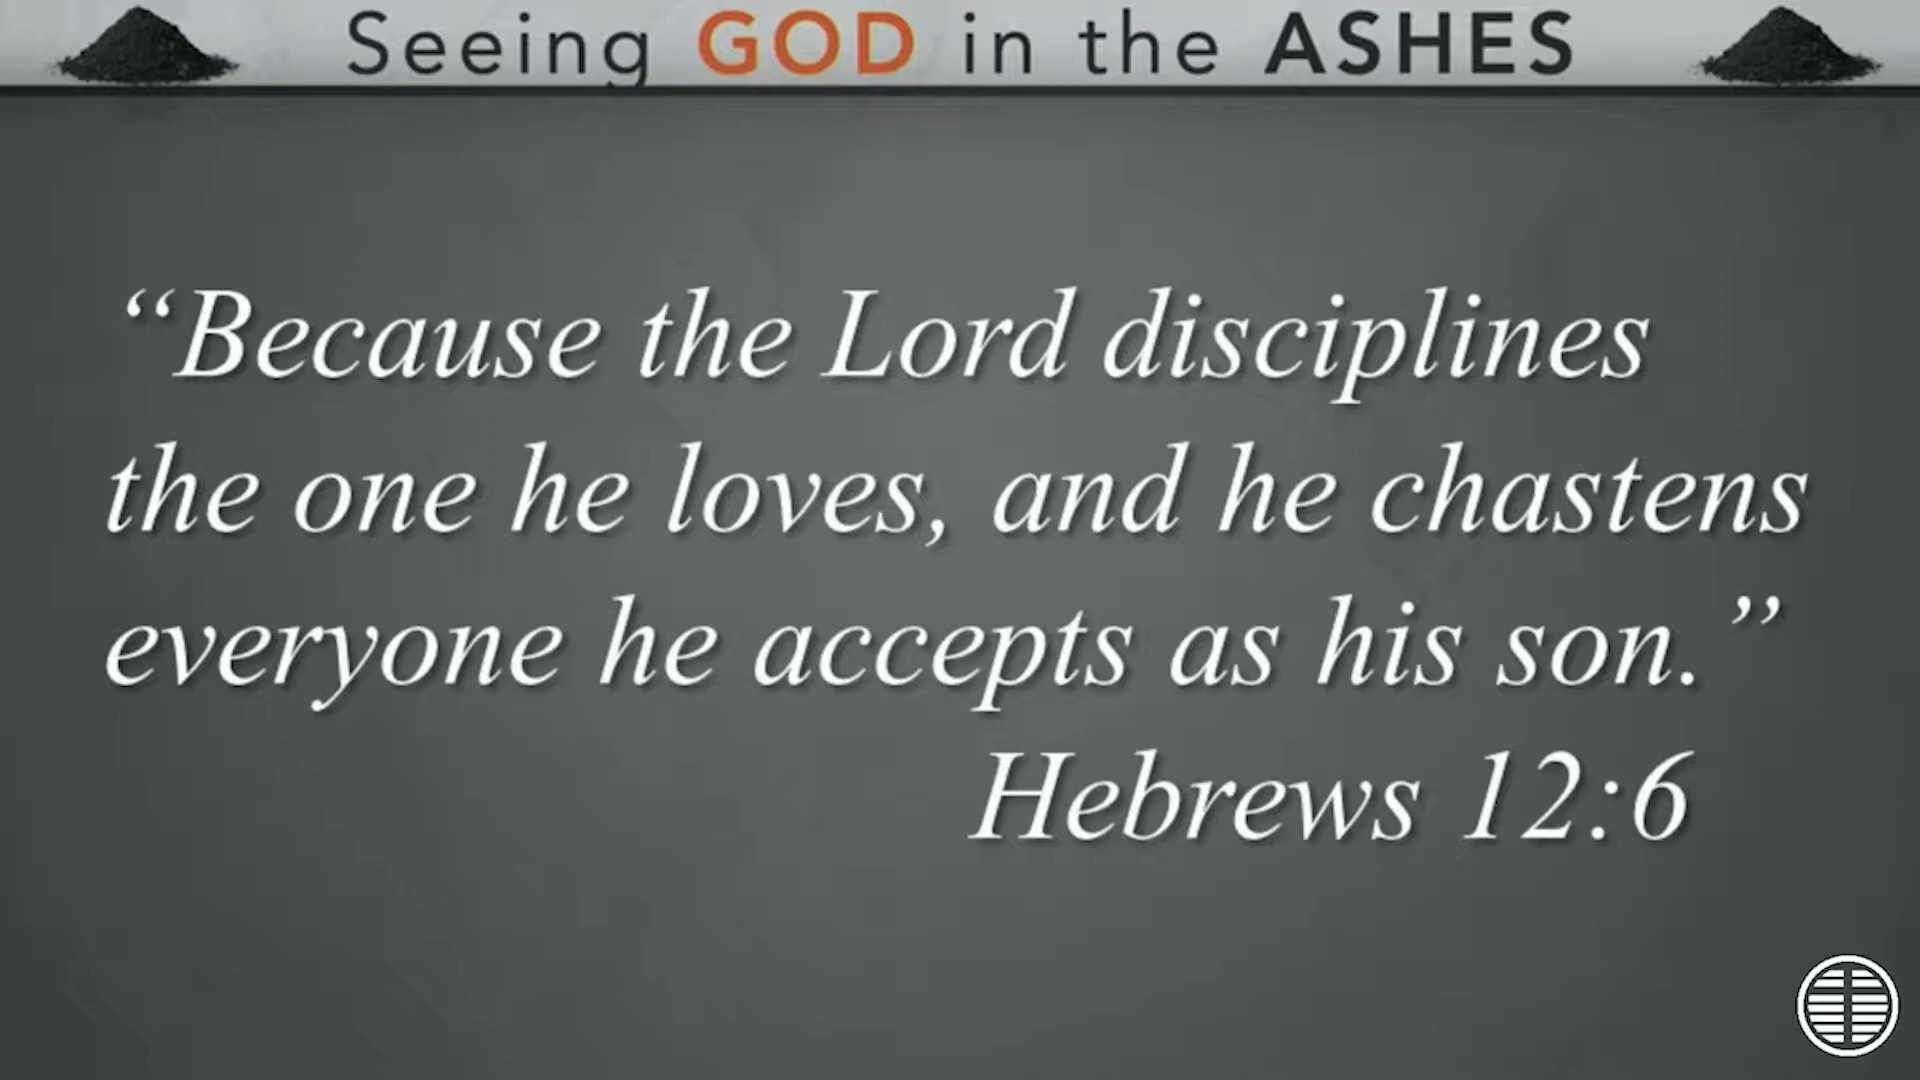 Seeing GOD in the ASHES
“Because the Lord disciplines
the one he loves, and he chastens
everyone he accepts as his son.”
Hebrews 12:6